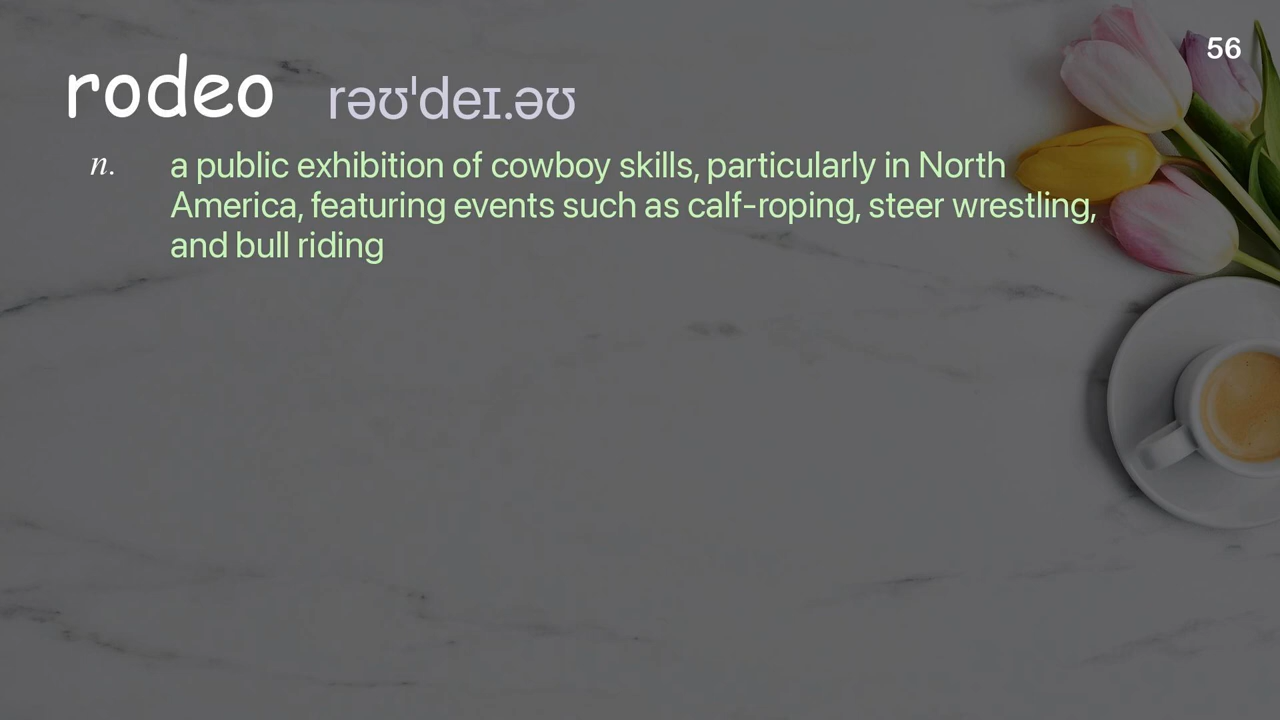 56
rodeo rəʊˈdeɪ.əʊ
n. a public exhibition of cowboy skills, particularly in North
America, featuring events such as calf-roping, steer wrestling,
and bull riding